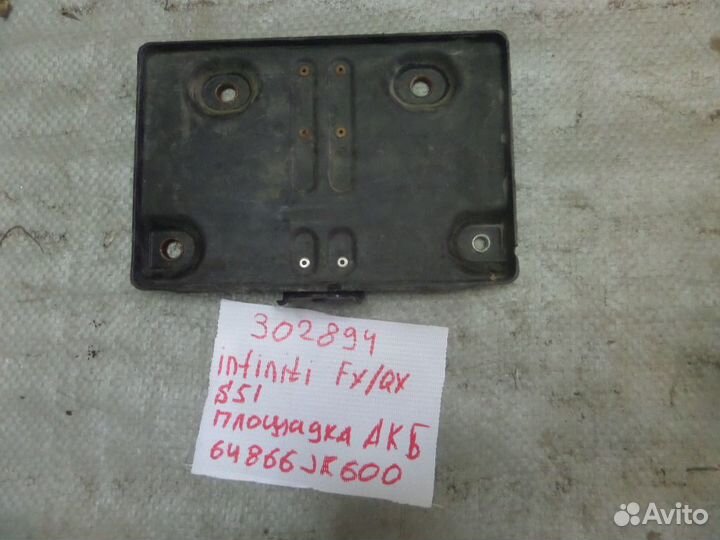 302894
infiniti FX/QX
S51
площадка АКБ
64866JK600
Avito